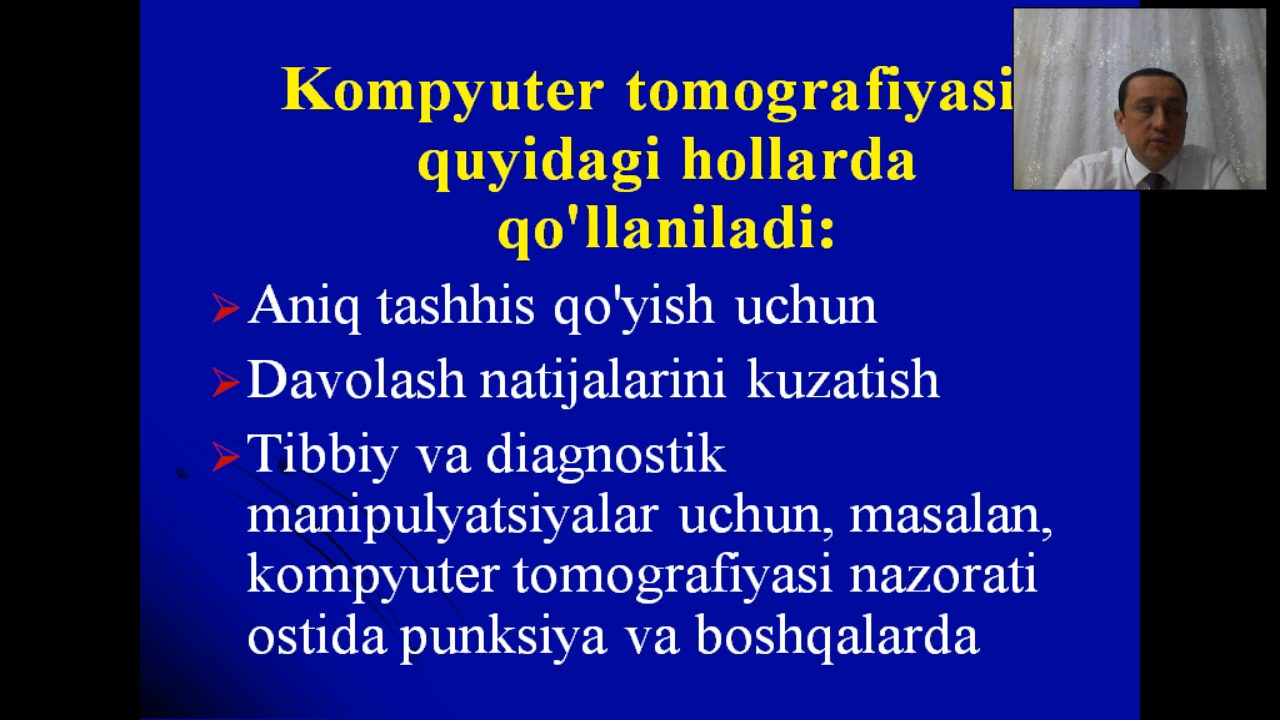 Kompyuter tomografiyasi
quyidagi hollarda
qo'llaniladi:
Aniq tashhis qo'yish uchun
Davolash natijalarini kuzatish
Tibbiy va diagnostik
manipulyatsiyalar uchun, masalan,
kompyuter tomografiyasi nazorati
ostida punksiya va boshqalarda